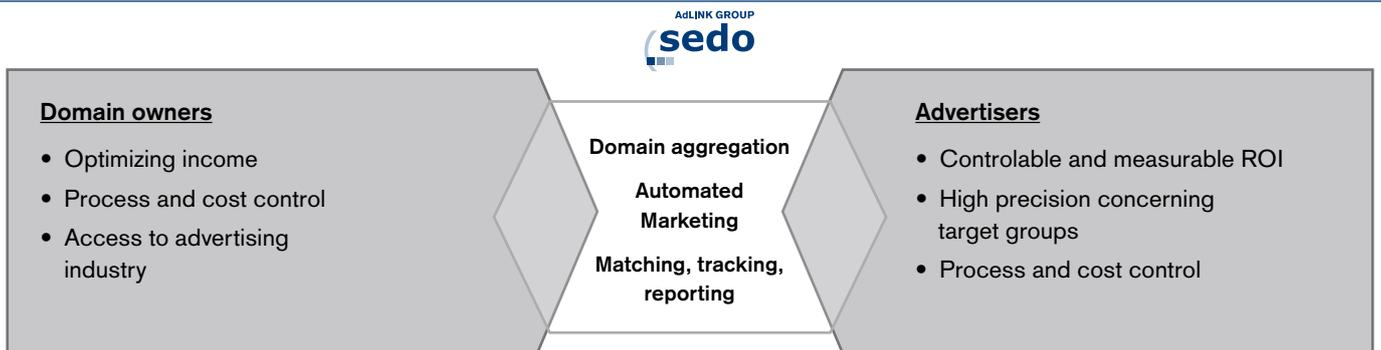 AdLINK GROUP
sedo
Domain owners
• Optimizing income
• Process and cost control
• Access to advertising
industry
Domain aggregation
Automated
Marketing
Matching, tracking,
reporting
Advertisers
• Controlable and measurable ROI
• High precision concerning
target groups
• Process and cost control